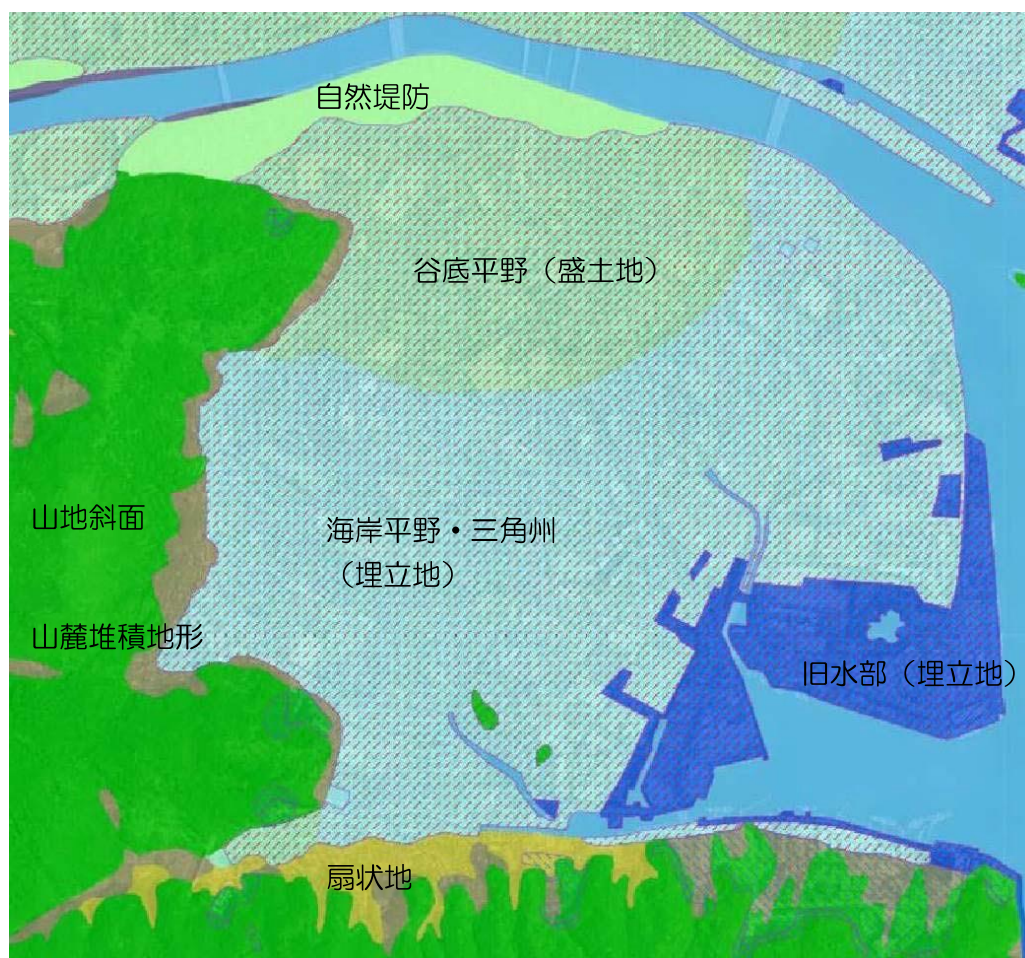 自然堤防
谷底平野（盛土地）
山地斜面
海岸平野・三角州
（埋立地）
山麓堆積地形
旧水部（埋立地）
扇状地